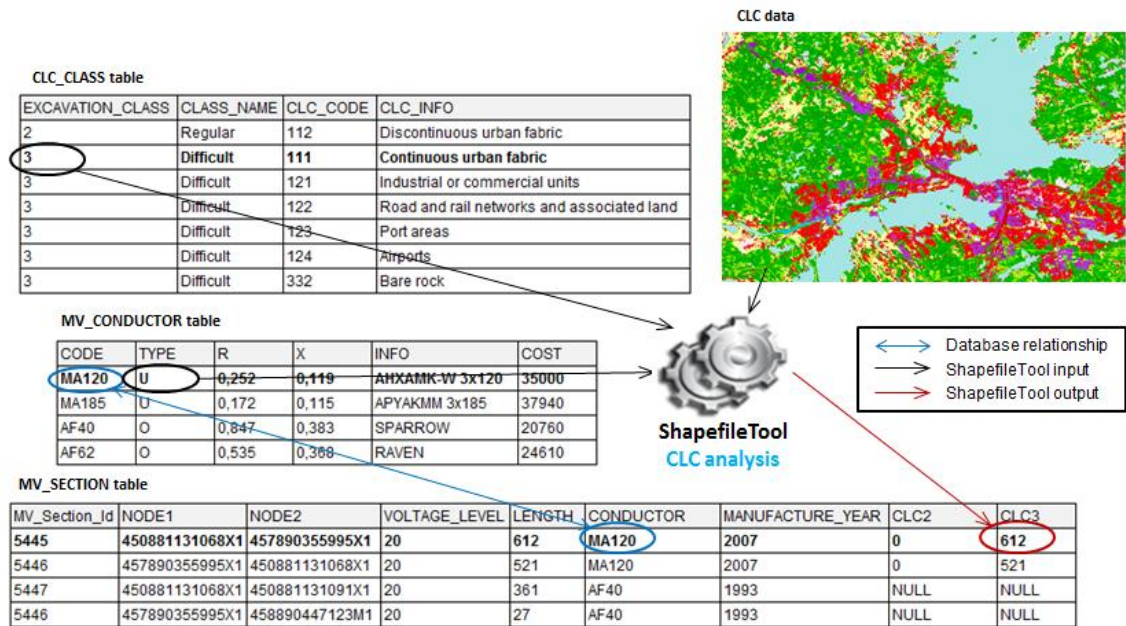 CLC data
CLC_CLASS table
EXCAVATION_CLASS CLASS_NAME CLC_CODE CLC_INFO
2 Regular 112 Discontinuous urban fabric
3 Difficult 111 Continuous urban fabric
3 Difficult 121 Industrial or commercial units
3 Difficult 122 Road and rail networks and associated land
3 Difficult 123 Port areas
3 Difficult 124 Airports
3 Difficult 332 Bare rock
MV_CONDUCTOR table
CODE TYPE R X INFO COST
MA120 U 0,252 0,119 AHXAMK-W 3x120 35000
MA185 U 0,172 0,115 APYAKMM 3x185 37940
AF40 O 0,847 0,383 SPARROW 20760
AF62 O 0,535 0,368 RAVEN 24610
Database relationship
ShapefileTool input
ShapefileTool output
ShapefileTool
CLC analysis
MV_SECTION table
MV_Section_Id NODE1 NODE2 VOLTAGE_LEVEL LENGTH CONDUCTOR MANUFACTURE_YEAR CLC2 CLC3
5445 450881131068X1 457890355995X1 20 612 MA120 2007 0 612
5446 457890355995X1 450881131068X1 20 521 MA120 2007 0 521
5447 450881131068X1 450881131091X1 20 361 AF40 1993 NULL NULL
5446 457890355995X1 458890447123M1 20 27 AF40 1993 NULL NULL